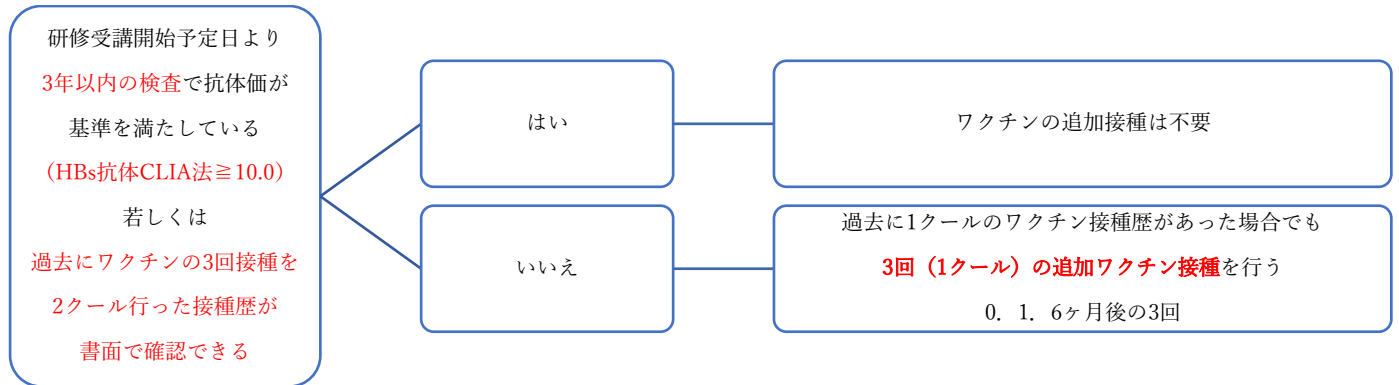 研修受講開始予定日より
3年以内の検査で抗体価が
基準を満たしている
（HBs抗体CLIA法≧10.0）
若しくは
過去にワクチンの3回接種を
2クール行った接種歴が
書面で確認できる
はい
ワクチンの追加接種は不要
いいえ
過去に1クールのワクチン接種歴があった場合でも
3回（1クール）の追加ワクチン接種を行う
0．1．6ヶ月後の3回